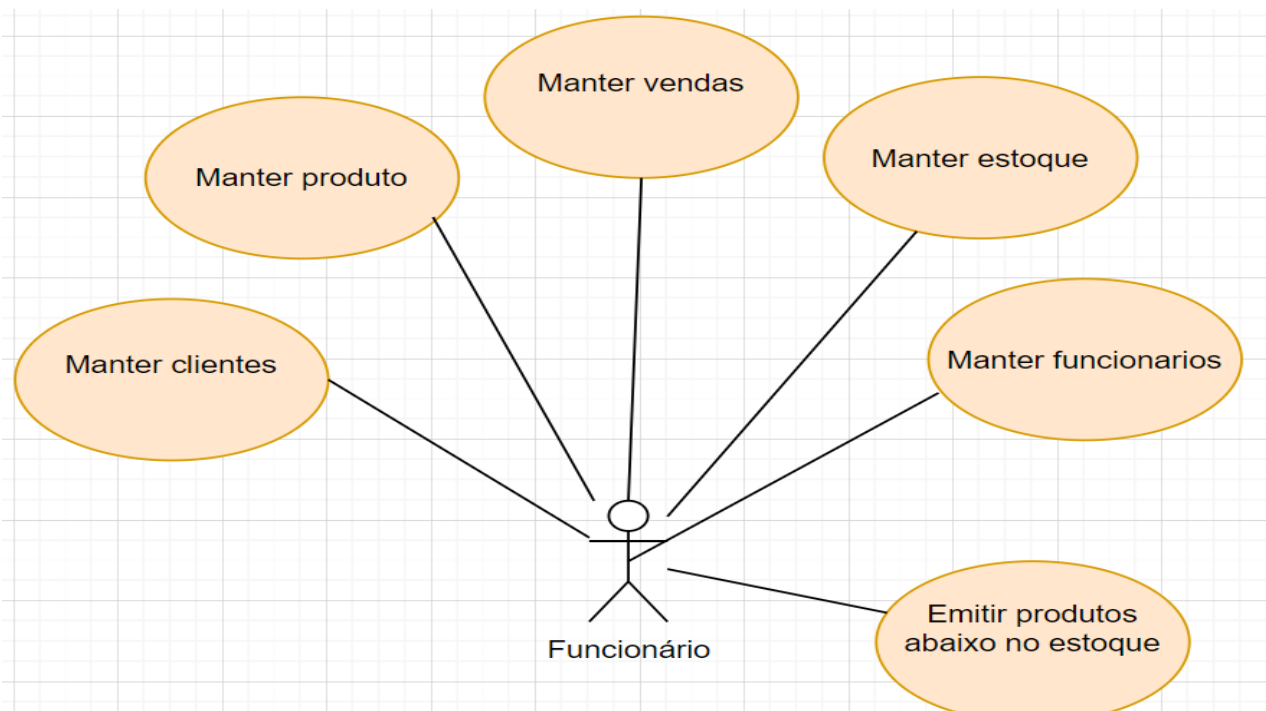 Manter vendas
Manter estoque
Manter produto
Manter funcionarios
Manter clientes
Emitir produtos
abaixo no estoque
Funcionário